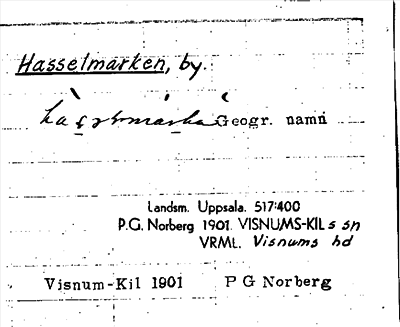 Hasselmarken, by.
Geogr. namn
Landsm. Uppsala. 517:400
P.G. Norberg 1901. VISNUMS-KIL s sn
VRML. Visnums hd
Visnum-Kil 1901 P G Norberg